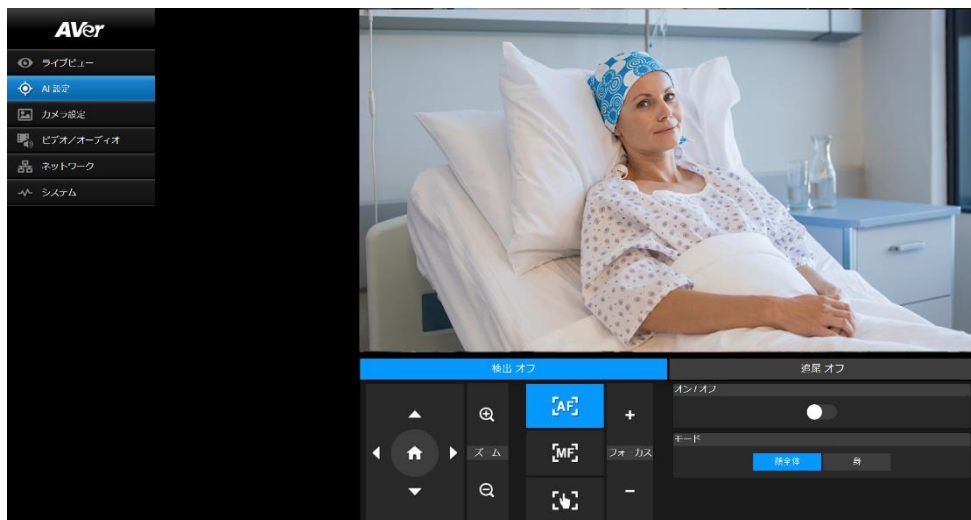 AVer
ライブビュー
AI 設定
カメラ設定
ビデオ/オーディオ
ネットワーク
システム
検出 オフ
追尾 オフ
オン / オフ
モード
顔全体
身
ズーム
フォーカス
AF
MF